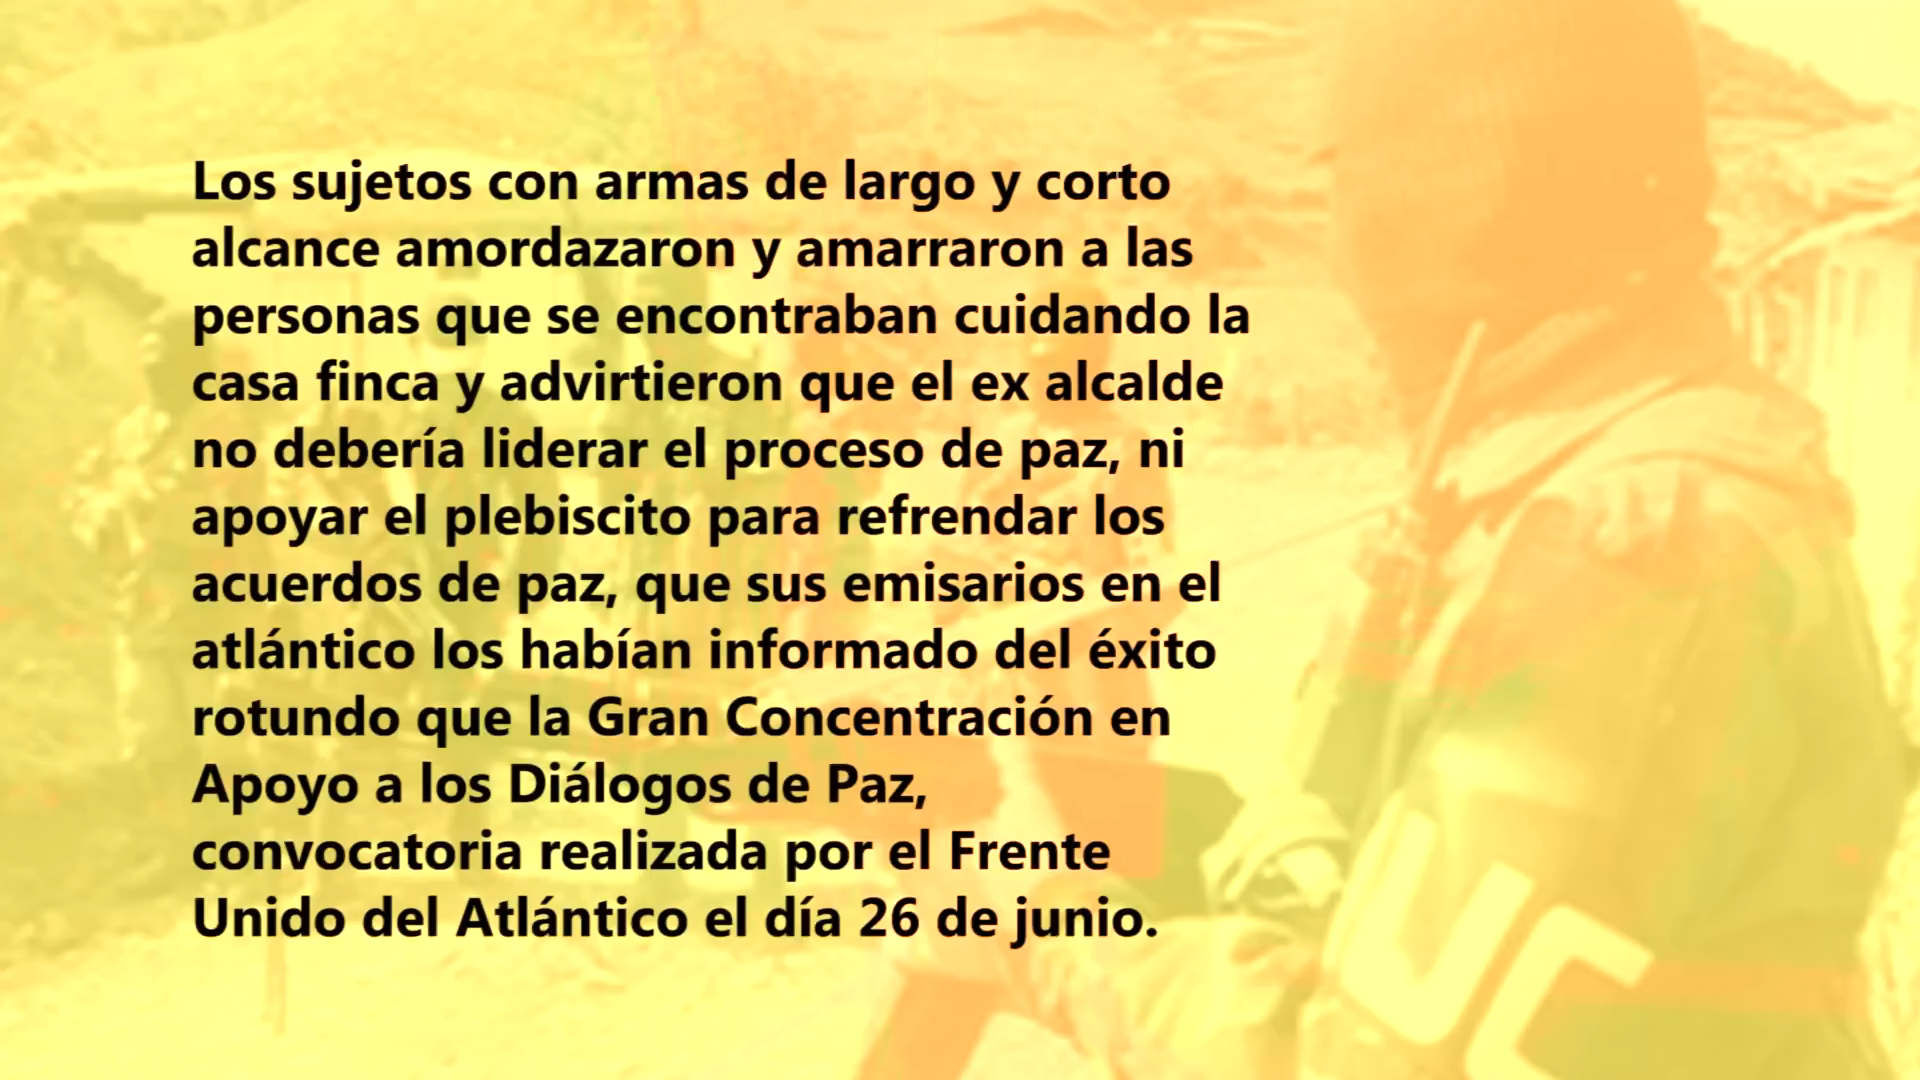 Los sujetos con armas de largo y corto
alcance amordazaron y amarraron a las
personas que se encontraban cuidando la
casa finca y advirtieron que el ex alcalde
no debería liderar el proceso de paz, ni
apoyar el plebiscito para refrendar los
acuerdos de paz, que sus emisarios en el
atlántico los habían informado del éxito
rotundo que la Gran Concentración en
Apoyo a los Diálogos de Paz,
convocatoria realizada por el Frente
Unido del Atlántico el día 26 de junio.
UC